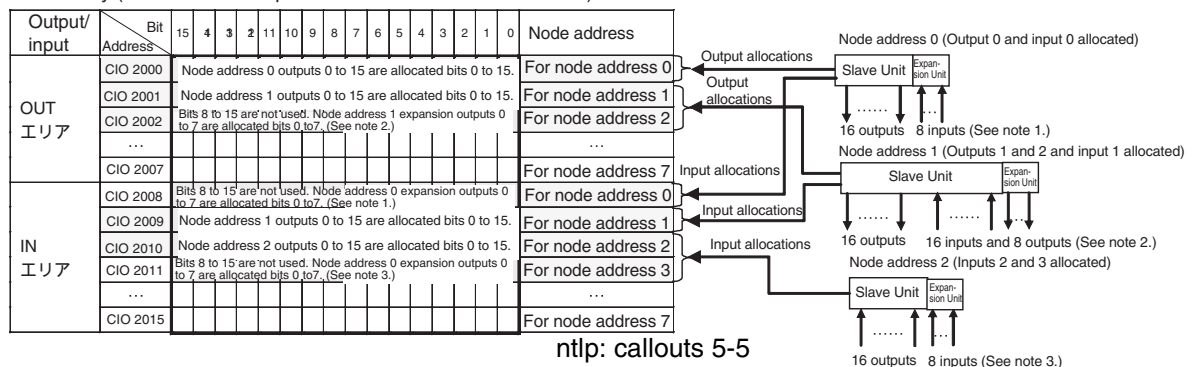 Output/ input
Bit
Address
15 4 3 2 11 10 9 8 7 6 5 4 3 2 1 0
Node address
OUT
エリア
CIO 2000 Node address 0 outputs 0 to 15 are allocated bits 0 to 15. For node address 0
CIO 2001 Node address 1 outputs 0 to 15 are allocated bits 0 to 15. For node address 1
CIO 2002 Bits 8 to 15 are not used. Node address 1 expansion outputs 0
to 7 are allocated bits 0 to7. (See note 2.) For node address 2
… …
CIO 2007 For node address 7
IN
エリア
CIO 2008 Bits 8 to 15 are not used. Node address 0 expansion outputs 0
to 7 are allocated bits 0 to7. (See note 1.) For node address 0
CIO 2009 Node address 1 outputs 0 to 15 are allocated bits 0 to 15. For node address 1
CIO 2010 Node address 2 outputs 0 to 15 are allocated bits 0 to 15. For node address 2
CIO 2011 Bits 8 to 15 are not used. Node address 0 expansion outputs 0
to 7 are allocated bits 0 to7. (See note 3.) For node address 3
… …
CIO 2015 For node address 7
Output allocations
Output
allocations
Input allocations
Input allocations
Input allocations
Node address 0 (Output 0 and input 0 allocated)
Slave Unit
Expan-
sion Unit
…… …
16 outputs 8 inputs (See note 1.)
Node address 1 (Outputs 1 and 2 and input 1 allocated)
Slave Unit
Expan-
sion Unit
…… …… …
16 outputs 16 inputs and 8 outputs (See note 2.)
Node address 2 (Inputs 2 and 3 allocated)
Slave Unit
Expan-
sion Unit
…… …
16 outputs 8 inputs (See note 3.)
ntlp: callouts 5-5